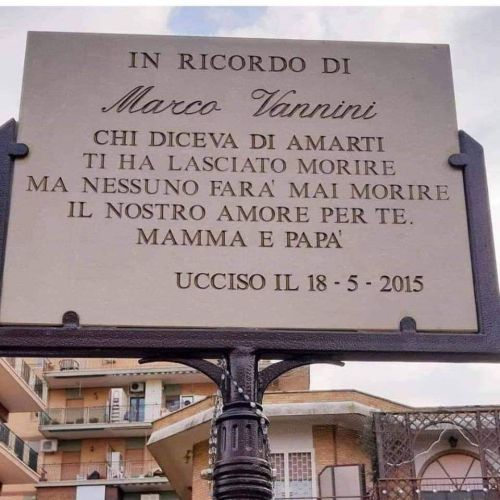 IN RICORDO DI
Marco Vannini
CHI DICEVA DI AMARTI
TI HA LASCIATO MORIRE
MA NESSUNO FARA' MAI MORIRE
IL NOSTRO AMORE PER TE.
MAMMA E PAPA'
UCCISO IL 18 - 5 - 2015